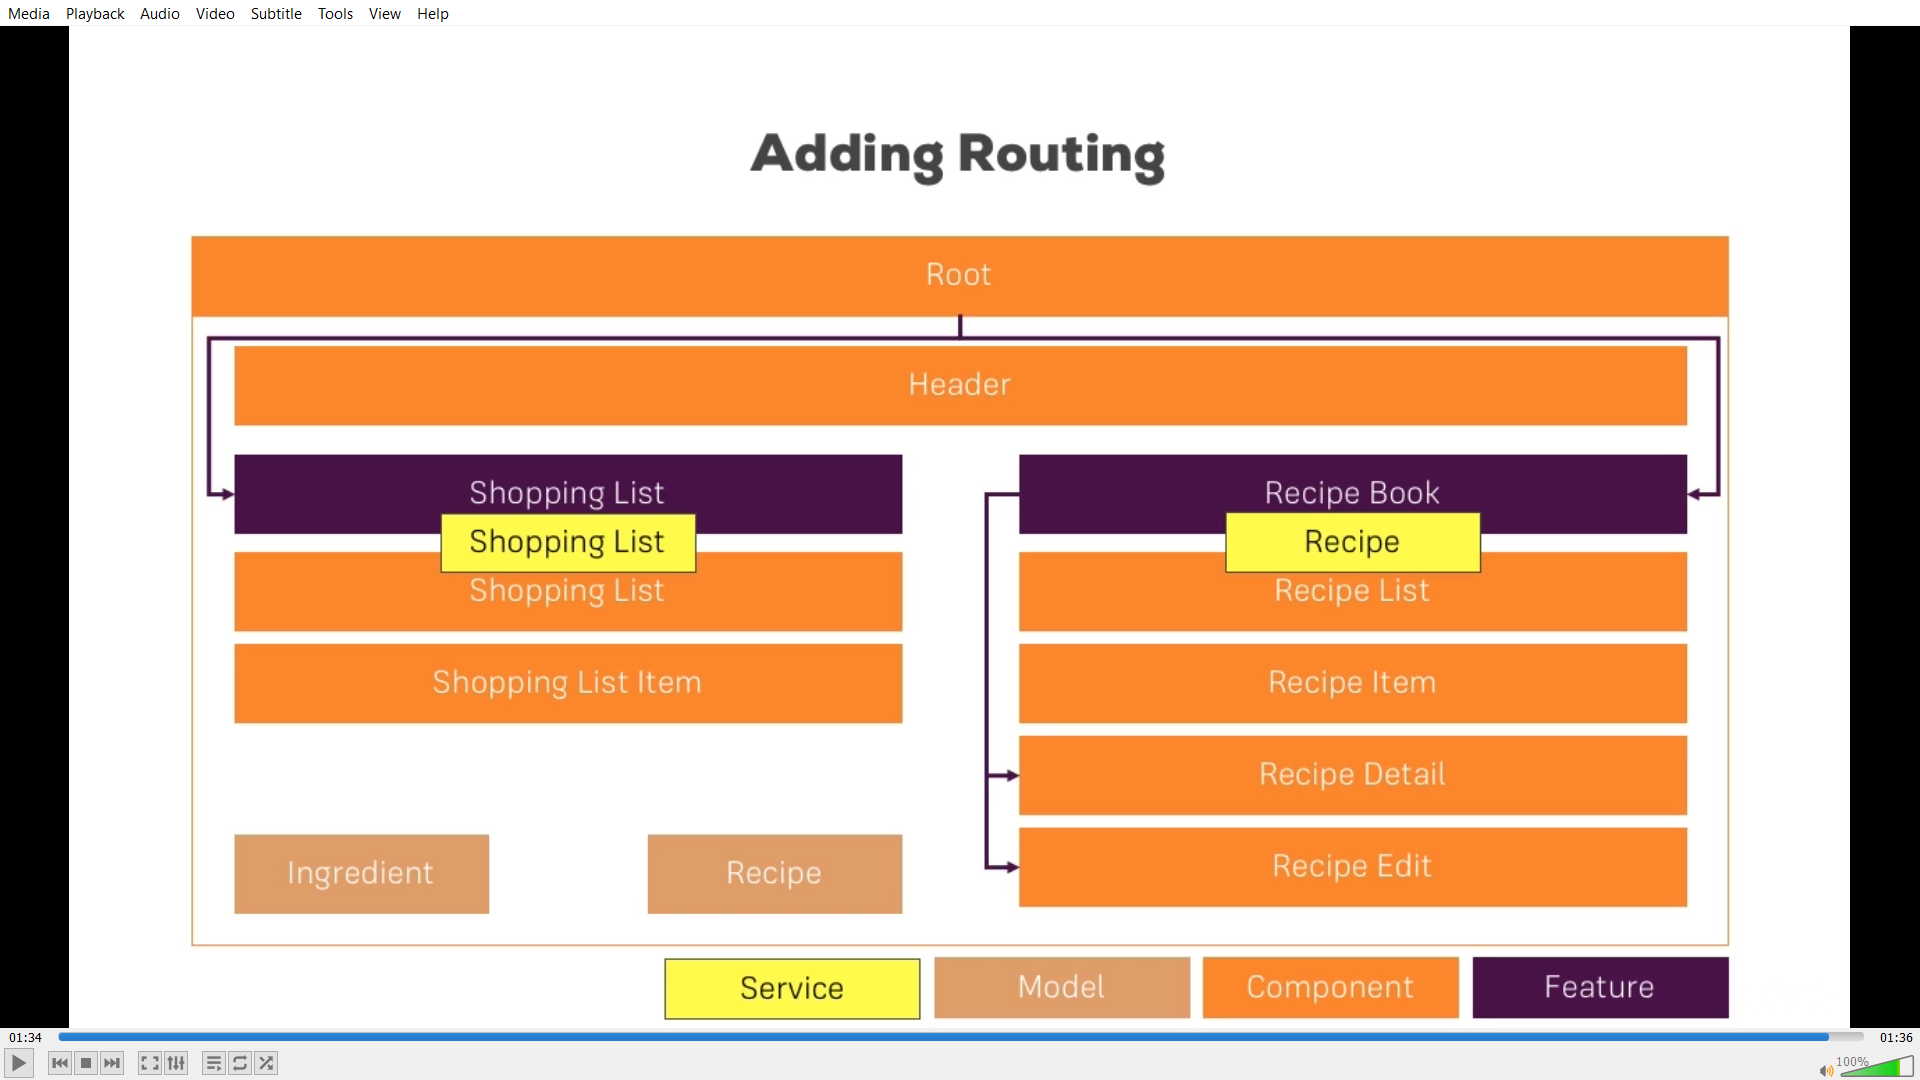 Media Playback Audio Video Subtitle Tools View Help
Adding Routing
Root
Header
Shopping List
Shopping List
Shopping List
Shopping List Item
Recipe Book
Recipe
Recipe List
Recipe Item
Recipe Detail
Recipe Edit
Ingredient
Recipe
Service
Model
Component
Feature
01:34
01:36
100%